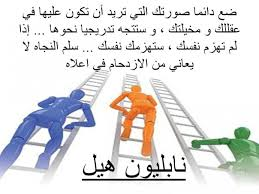 ضع دائما صورتك التي تريد أن تكون عليها في
عقللك و مخيلتك ، و ستتجه تدريجيا نحوها ... إذا
لم تهزم نفسك ، ستهزمك نفسك ... سلم النجاه لا
يعاني من الازدحام في اعلاه
نابليون هيل